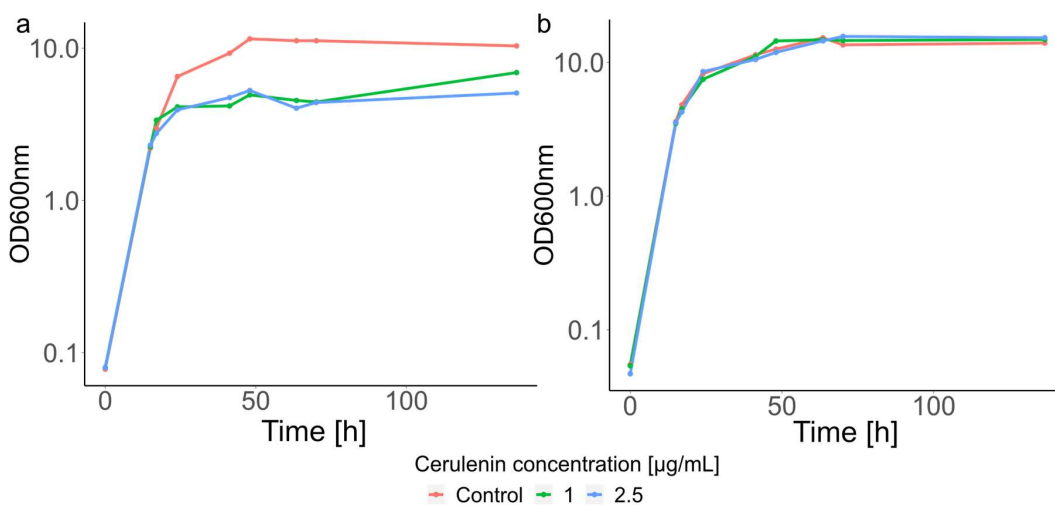 a
OD600nm
10.0
1.0
0.1
0 50 100
Time [h]
b
OD600nm
10.0
1.0
0.1
0 50 100
Time [h]
Cerulenin concentration [µg/mL]
Control 1 2.5